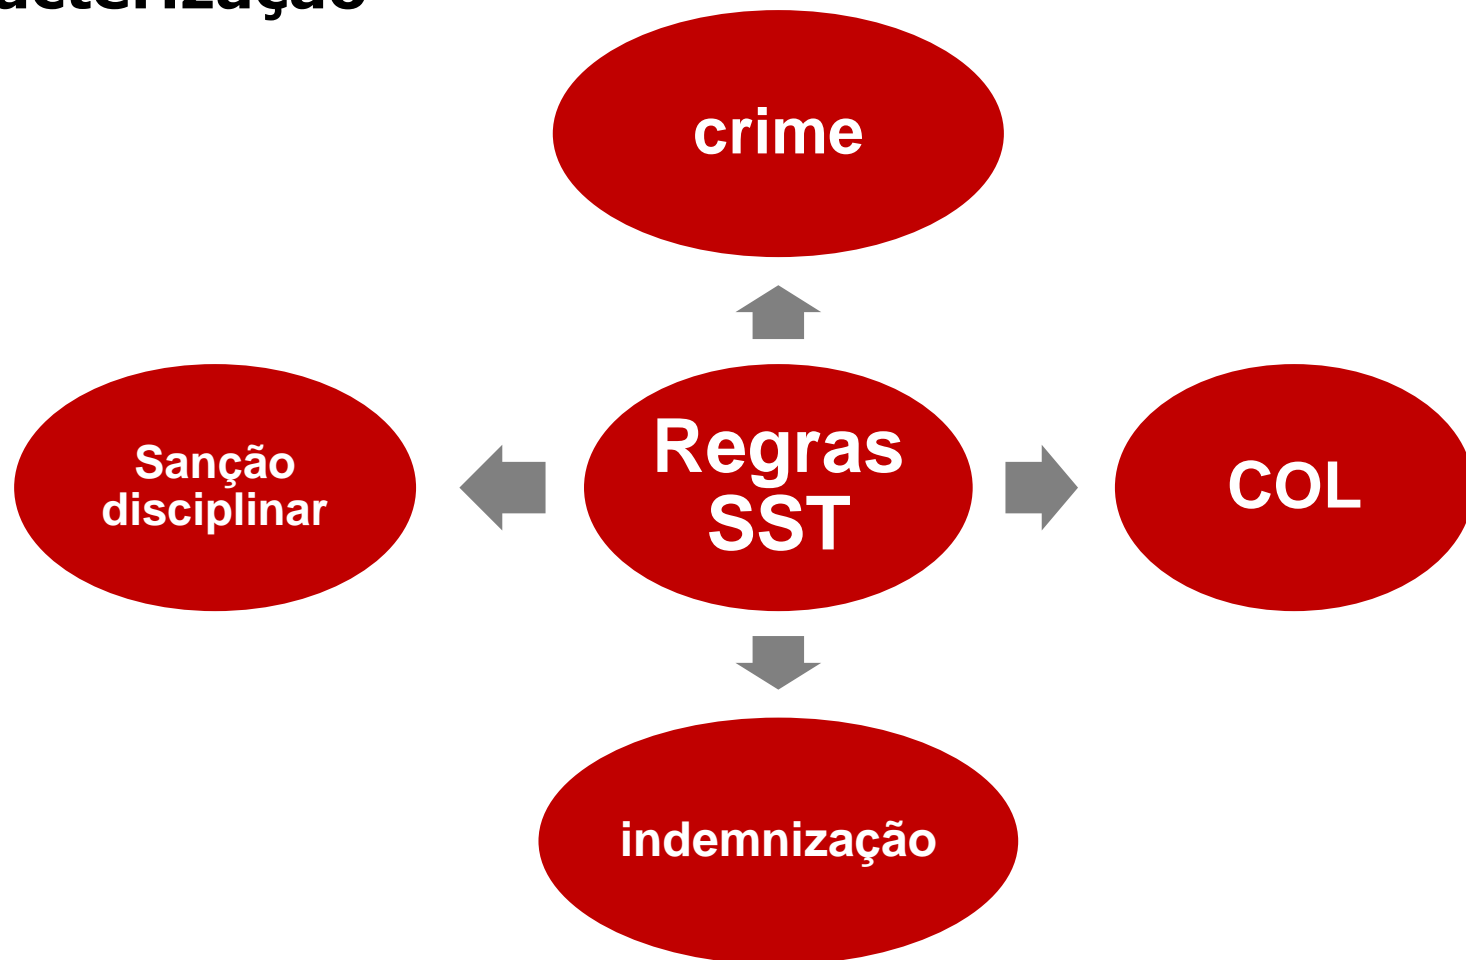 crime
Regras
SST
Sanção
disciplinar
COL
indemnização